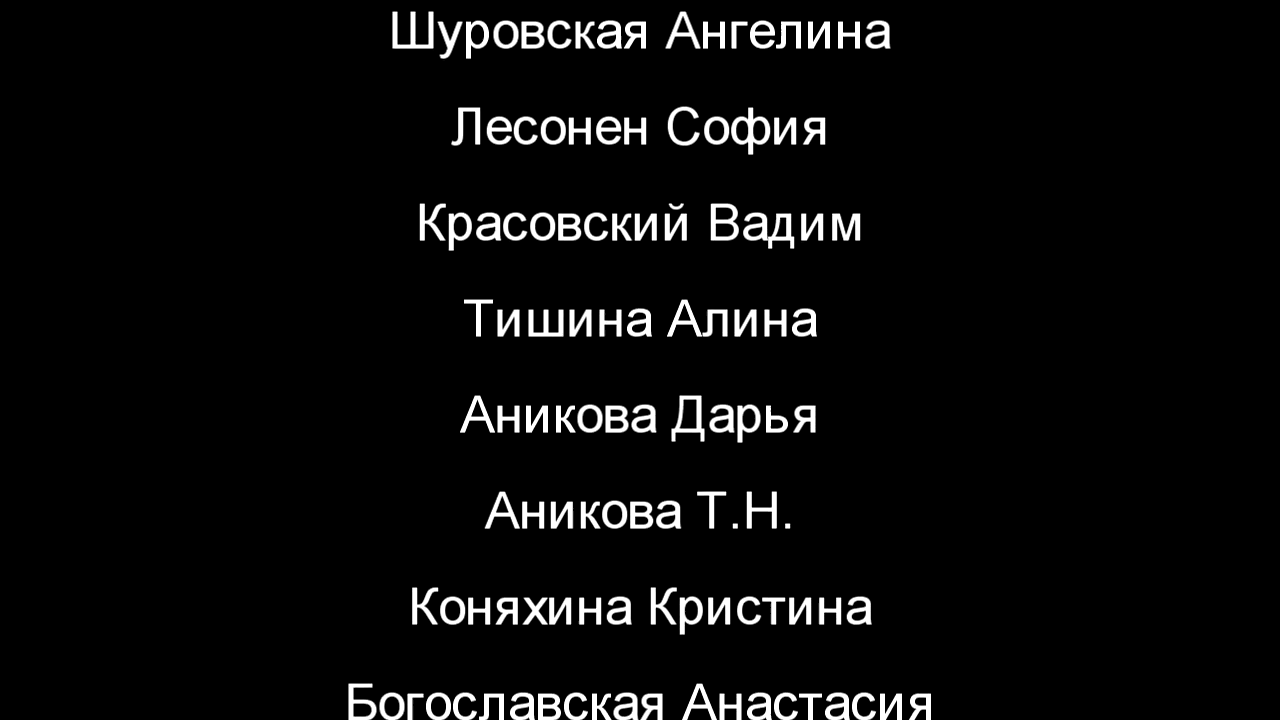 Шуровская Ангелина
Лесонен София
Красовский Вадим
Тишина Алина
Аникова Дарья
Аникова Т.Н.
Коняхина Кристина
Богославская Анастасия